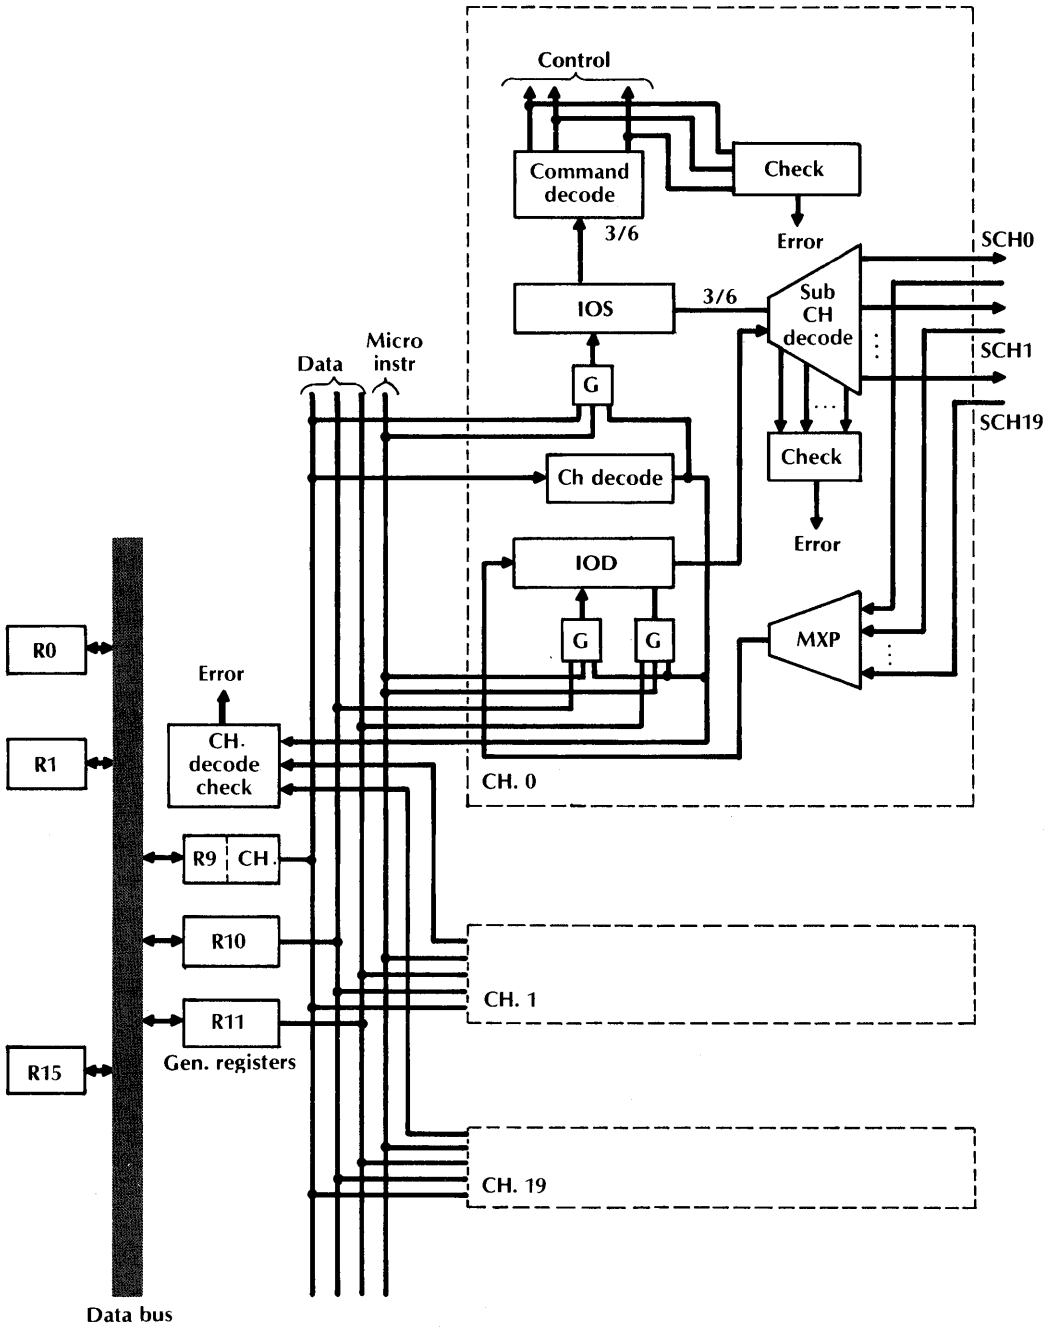 Control
Command
decode
Check
Error
3/6
SCH0
IOS
3/6
Sub
CH
decode
Micro
instr
Data
SCH1
G
SCH19
Ch decode
Check
Error
IOD
G
G
MXP
R0
Error
CH.
decode
check
R1
CH. 0
R9
CH.
R10
R11
Gen. registers
CH. 1
R15
CH. 19
Data bus